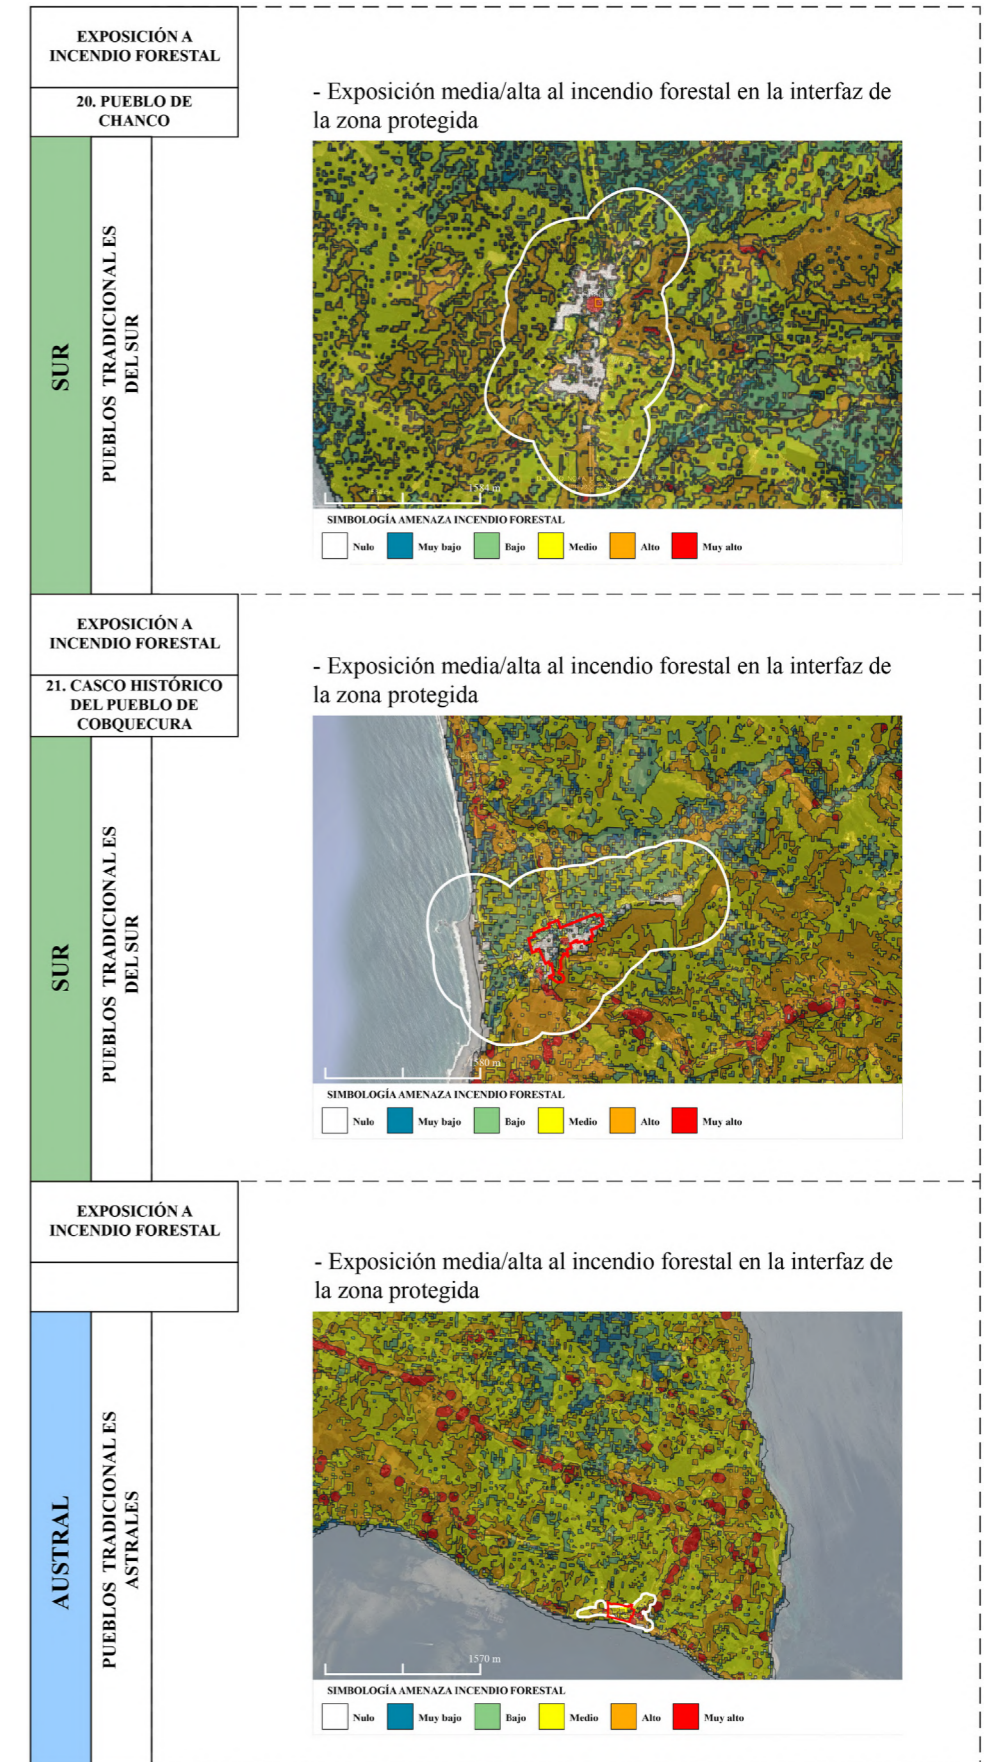 EXPOSICIÓN A
INCENDIO FORESTAL
20. PUEBLO DE
CHANCO
SUR
PUEBLOS TRADICIONAL ES
DEL SUR
- Exposición media/alta al incendio forestal en la interfaz de
la zona protegida
1584 m
SIMBOLOGÍA AMENAZA INCENDIO FORESTAL
Nulo Muy bajo Bajo Medio Alto Muy alto
EXPOSICIÓN A
INCENDIO FORESTAL
21. CASCO HISTÓRICO
DEL PUEBLO DE
COBQUECURA
SUR
PUEBLOS TRADICIONAL ES
DEL SUR
- Exposición media/alta al incendio forestal en la interfaz de
la zona protegida
1580 m
SIMBOLOGÍA AMENAZA INCENDIO FORESTAL
Nulo Muy bajo Bajo Medio Alto Muy alto
EXPOSICIÓN A
INCENDIO FORESTAL
AUSTRAL
PUEBLOS TRADICIONAL ES
ASTRALES
- Exposición media/alta al incendio forestal en la interfaz de
la zona protegida
1570 m
SIMBOLOGÍA AMENAZA INCENDIO FORESTAL
Nulo Muy bajo Bajo Medio Alto Muy alto